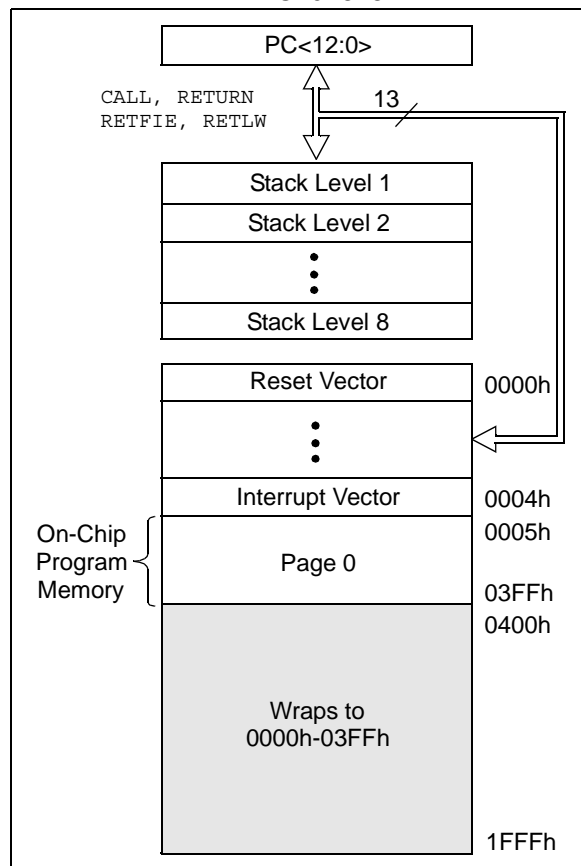 PC<12:0>
CALL, RETURN
RETFIE, RETLW
13
Stack Level 1
Stack Level 2
Stack Level 8
Reset Vector
0000h
Interrupt Vector
0004h
On-Chip
Program
Memory
0005h
Page 0
03FFh
0400h
Wraps to
0000h-03FFh
1FFFh